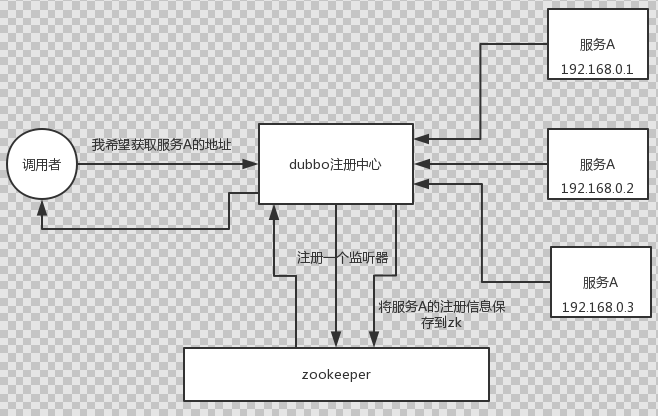 服务A
192.168.0.1
我希望获取服务A的地址
调用者
dubbo注册中心
服务A
192.168.0.2
注册一个监听器
服务A
192.168.0.3
将服务A的注册信息保
存到zk
zookeeper